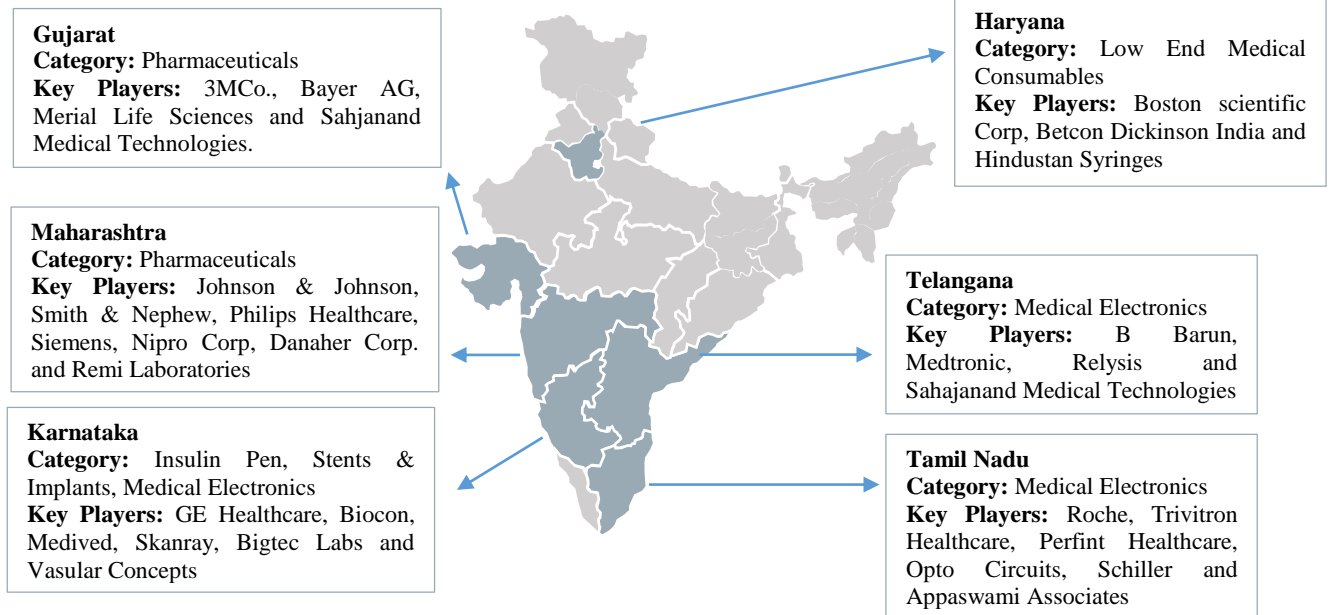 Gujarat
Category: Pharmaceuticals
Key Players: 3MCo., Bayer AG,
Merial Life Sciences and Sahjanand
Medical Technologies.
Maharashtra
Category: Pharmaceuticals
Key Players: Johnson & Johnson,
Smith & Nephew, Philips Healthcare,
Siemens, Nipro Corp, Danaher Corp.
and Remi Laboratories
Karnataka
Category: Insulin Pen, Stents &
Implants, Medical Electronics
Key Players: GE Healthcare, Biocon,
Medived, Skanray, Bigtec Labs and
Vasular Concepts
Haryana
Category: Low End Medical
Consumables
Key Players: Boston scientific
Corp, Betcon Dickinson India and
Hindustan Syringes
Telangana
Category: Medical Electronics
Key Players: B Barun,
Medtronic, Relysis and
Sahajanand Medical Technologies
Tamil Nadu
Category: Medical Electronics
Key Players: Roche, Trivitron
Healthcare, Perfint Healthcare,
Opto Circuits, Schiller and
Appaswami Associates